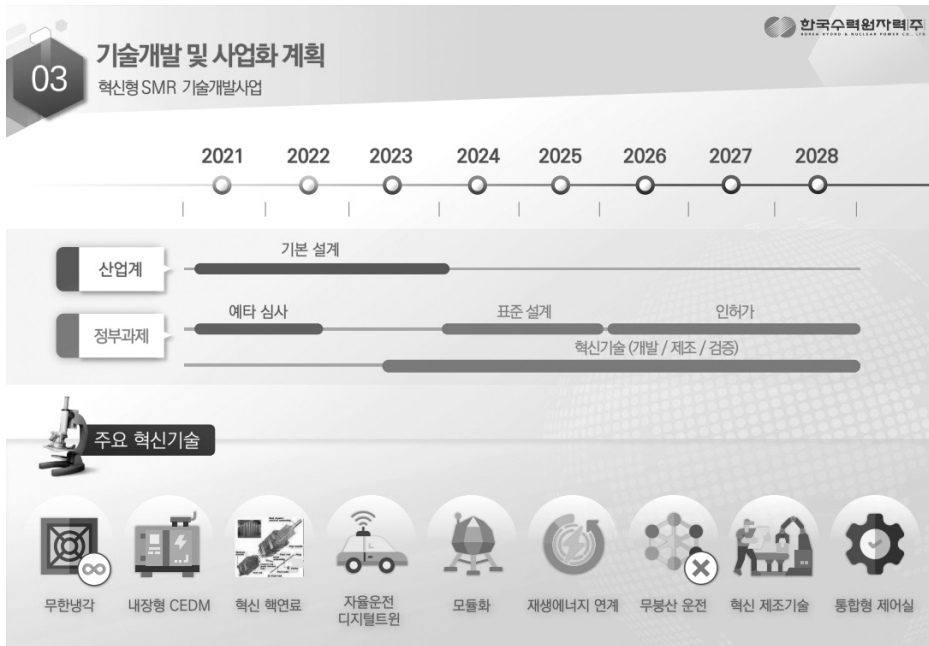 한국수력원자력㈜
KOREA HYDRO & NUCLEAR POWER CO., LTD
03
기술개발 및 사업화 계획
혁신형 SMR 기술개발사업
2021 2022 2023 2024 2025 2026 2027 2028
산업계
기본 설계
정부과제
예타 심사
표준 설계
인허가
혁신기술 (개발 / 제조 / 검증)
주요 혁신기술
무한냉각
내장형 CEDM
혁신 핵연료
자율운전
디지털트윈
모듈화
재생에너지 연계
무붕산 운전
혁신 제조기술
통합형 제어실